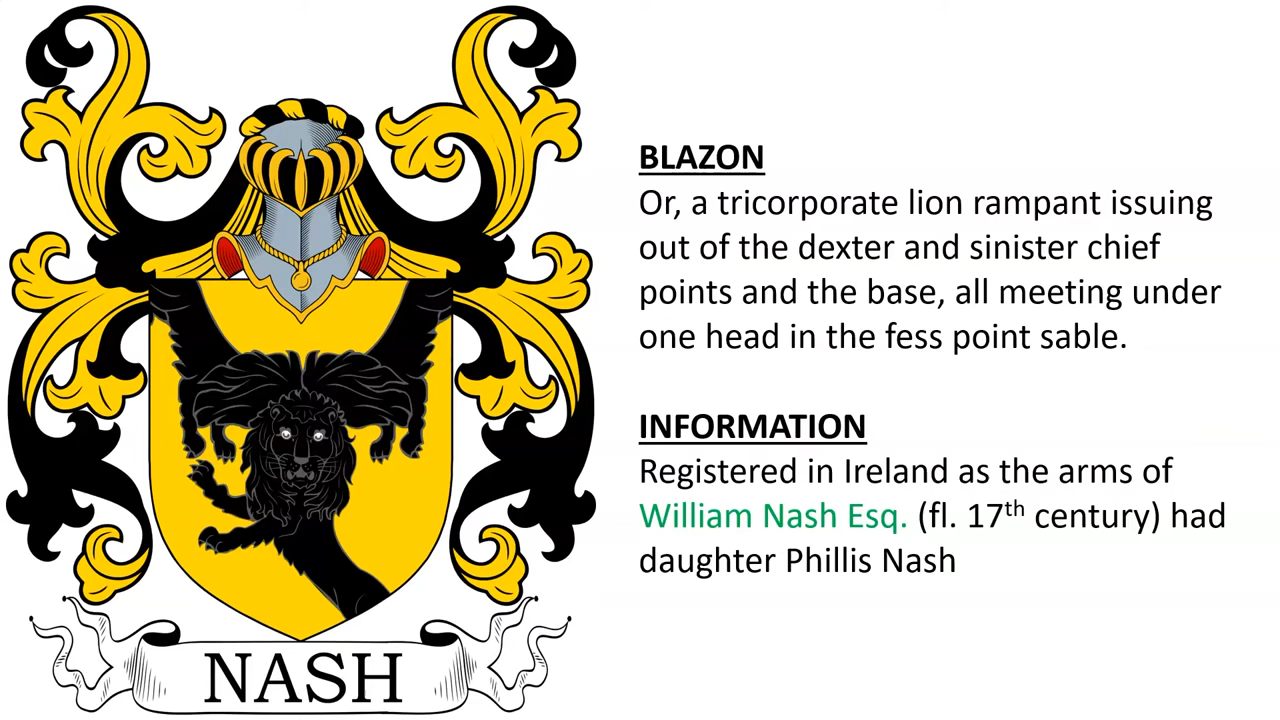 BLAZON
Or, a tricorporate lion rampant issuing
out of the dexter and sinister chief
points and the base, all meeting under
one head in the fess point sable.
INFORMATION
Registered in Ireland as the arms of
William Nash Esq. (fl. 17th century) had
daughter Phillis Nash
NASH